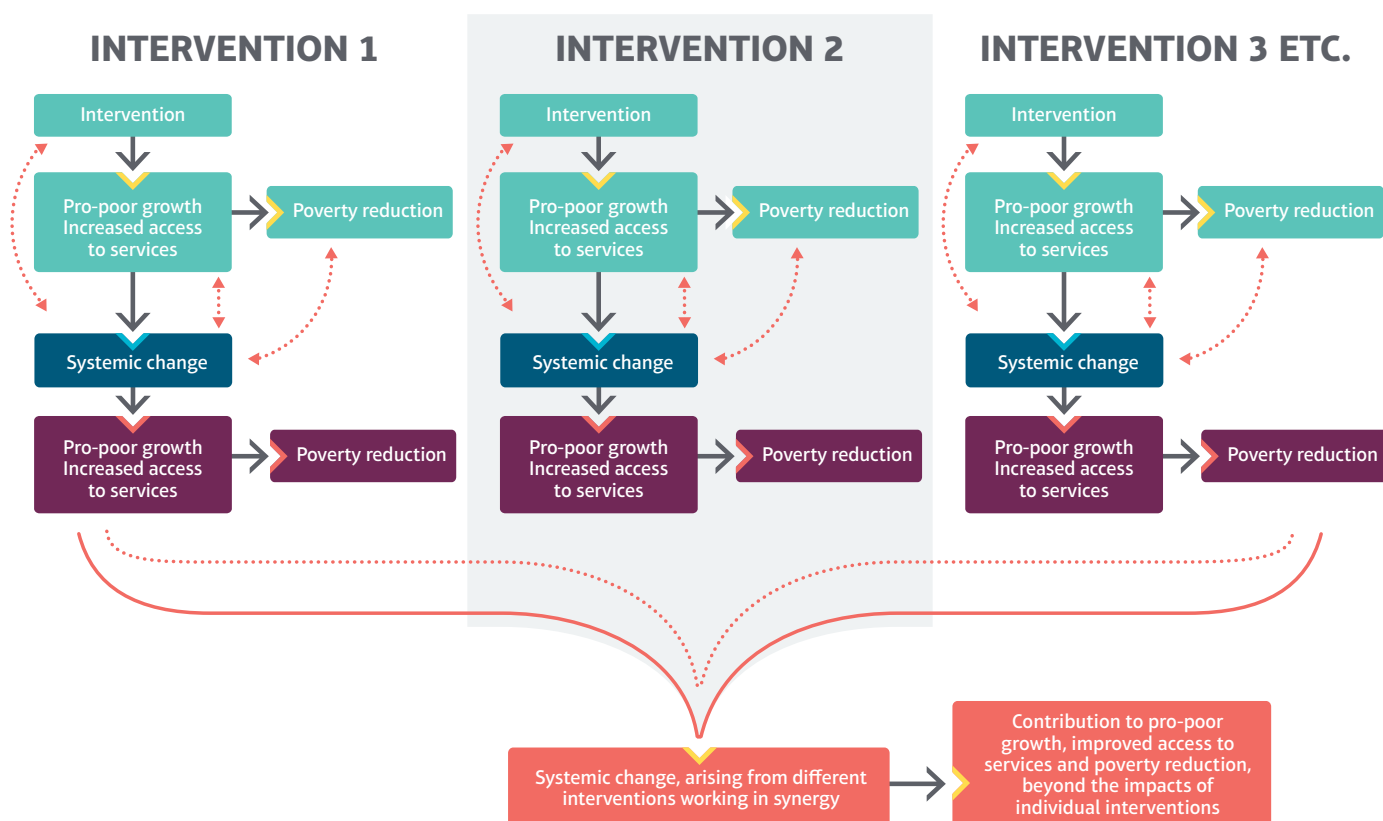 INTERVENTION 1
Intervention
Pro-poor growth
Increased access
to services
Poverty reduction
Systemic change
Pro-poor growth
Increased access
to services
Poverty reduction
INTERVENTION 2
Intervention
Pro-poor growth
Increased access
to services
Poverty reduction
Systemic change
Pro-poor growth
Increased access
to services
Poverty reduction
INTERVENTION 3 ETC.
Intervention
Pro-poor growth
Increased access
to services
Poverty reduction
Systemic change
Pro-poor growth
Increased access
to services
Poverty reduction
Systemic change, arising from different
interventions working in synergy
Contribution to pro-poor
growth, improved access to
services and poverty reduction,
beyond the impacts of
individual interventions